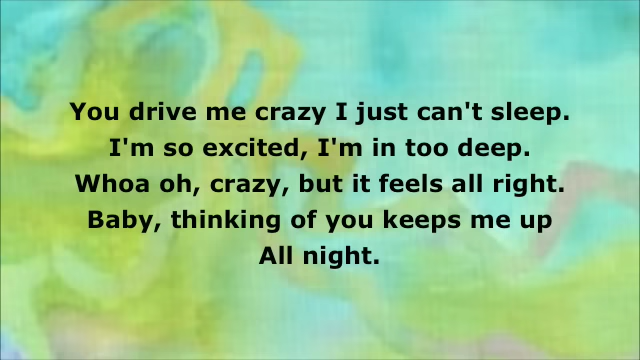 You drive me crazy I just can't sleep.
I'm so excited, I'm in too deep.
Whoa oh, crazy, but it feels all right.
Baby, thinking of you keeps me up
All night.